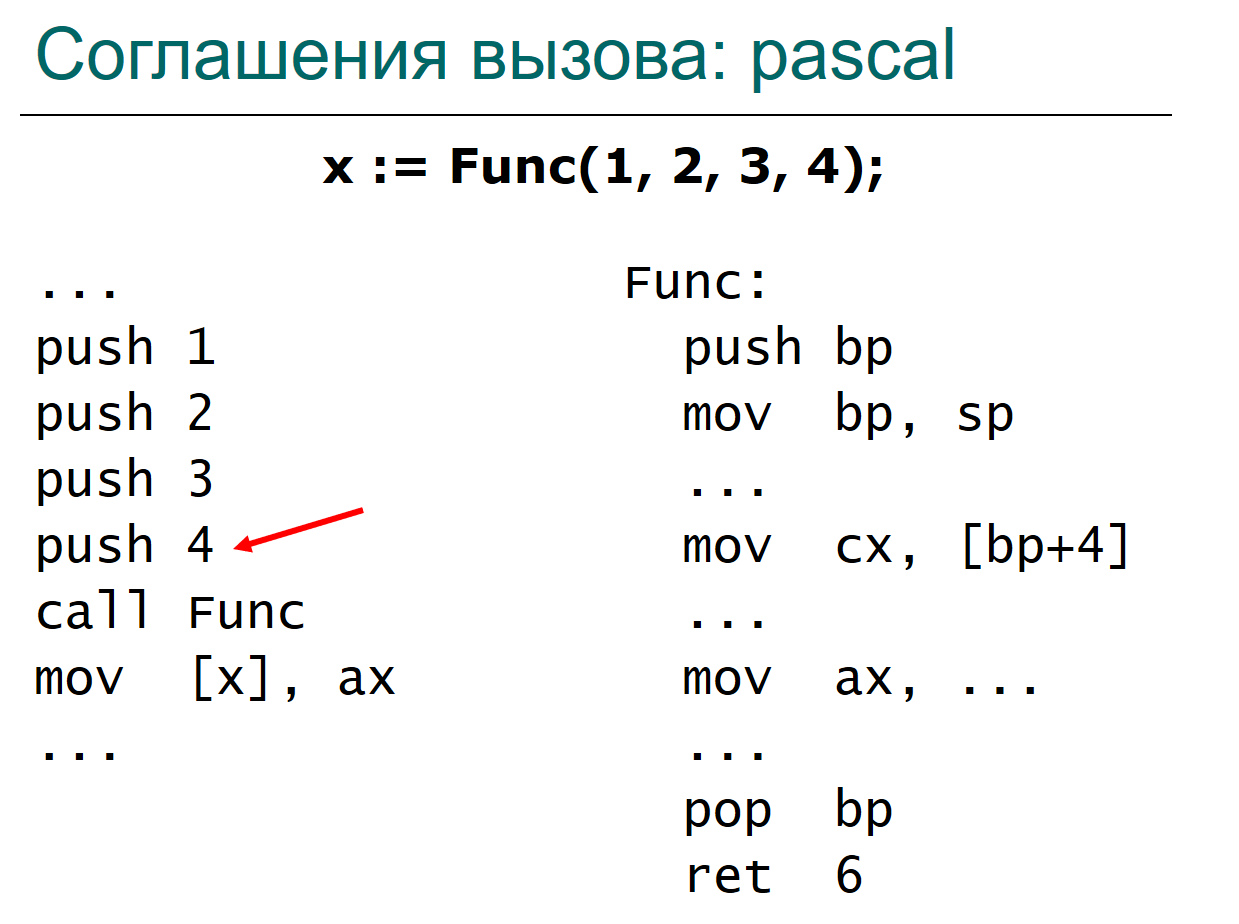 Соглашения вызова: pascal
x := Func(1, 2, 3, 4);
...
push 1
push 2
push 3
push 4
call Func
mov [x], ax
...
Func:
push bp
mov bp, sp
...
mov cx, [bp+4]
...
mov ax, ...
...
pop bp
ret 6